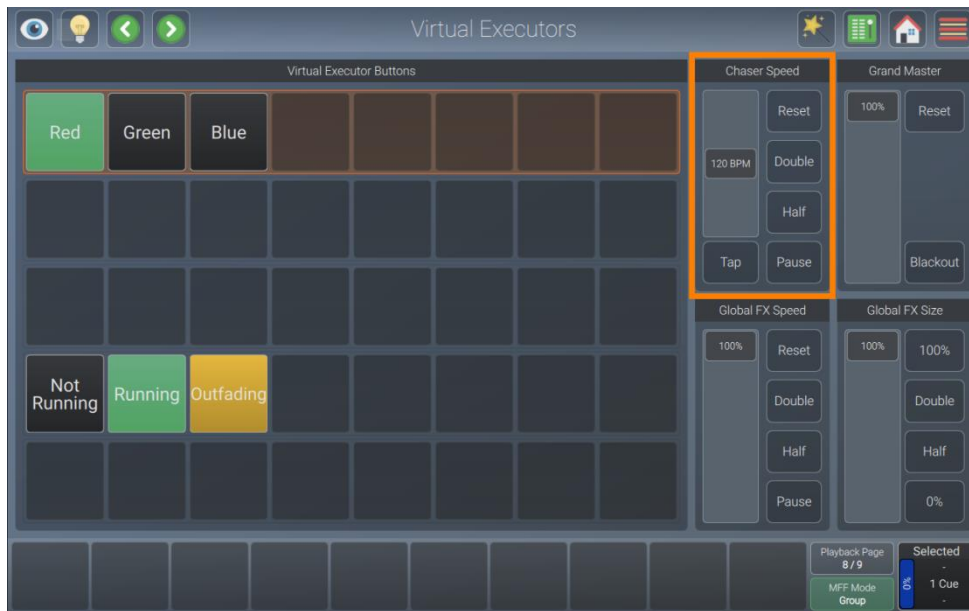 Virtual Executors
Virtual Executor Buttons
Red
Green
Blue
Not
Running
Running
Outfading
Chaser Speed
120 BPM
Reset
Double
Half
Tap
Pause
Grand Master
100%
Reset
Blackout
Global FX Speed
100%
Reset
Double
Half
Pause
Global FX Size
100%
100%
Double
Half
0%
Playback Page
8 / 9
MFF Mode
Group
Selected
-
0%
1 Cue
-